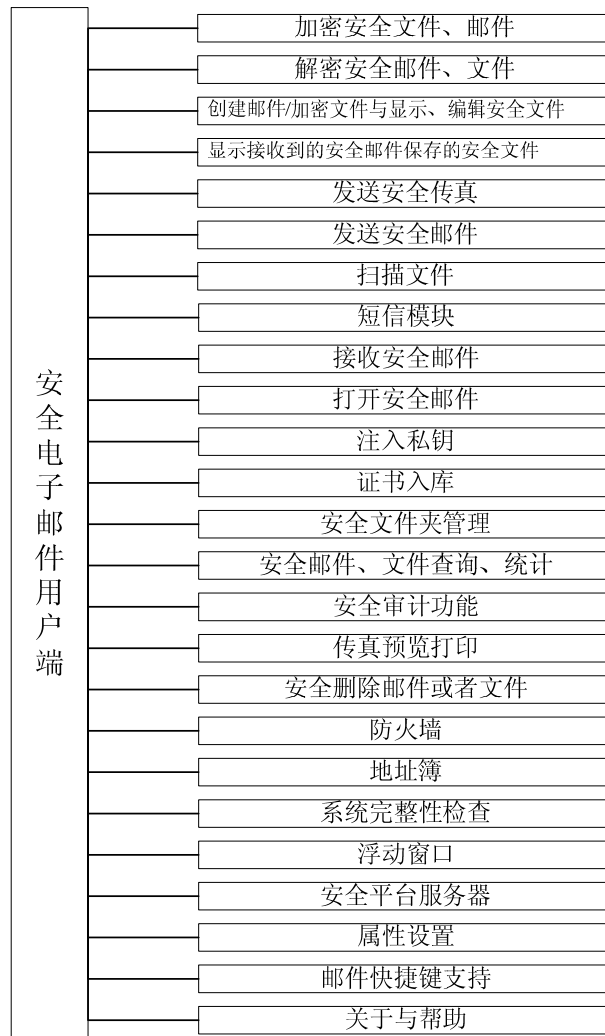 安全电子邮件用户端
加密安全文件、邮件
解密安全邮件、文件
创建邮件/加密文件与显示、编辑安全文件
显示接收到的安全邮件保存的安全文件
发送安全传真
发送安全邮件
扫描文件
短信模块
接收安全邮件
打开安全邮件
注入私钥
证书入库
安全文件夹管理
安全邮件、文件查询、统计
安全审计功能
传真预览打印
安全删除邮件或者文件
防火墙
地址簿
系统完整性检查
浮动窗口
安全平台服务器
属性设置
邮件快捷键支持
关于与帮助